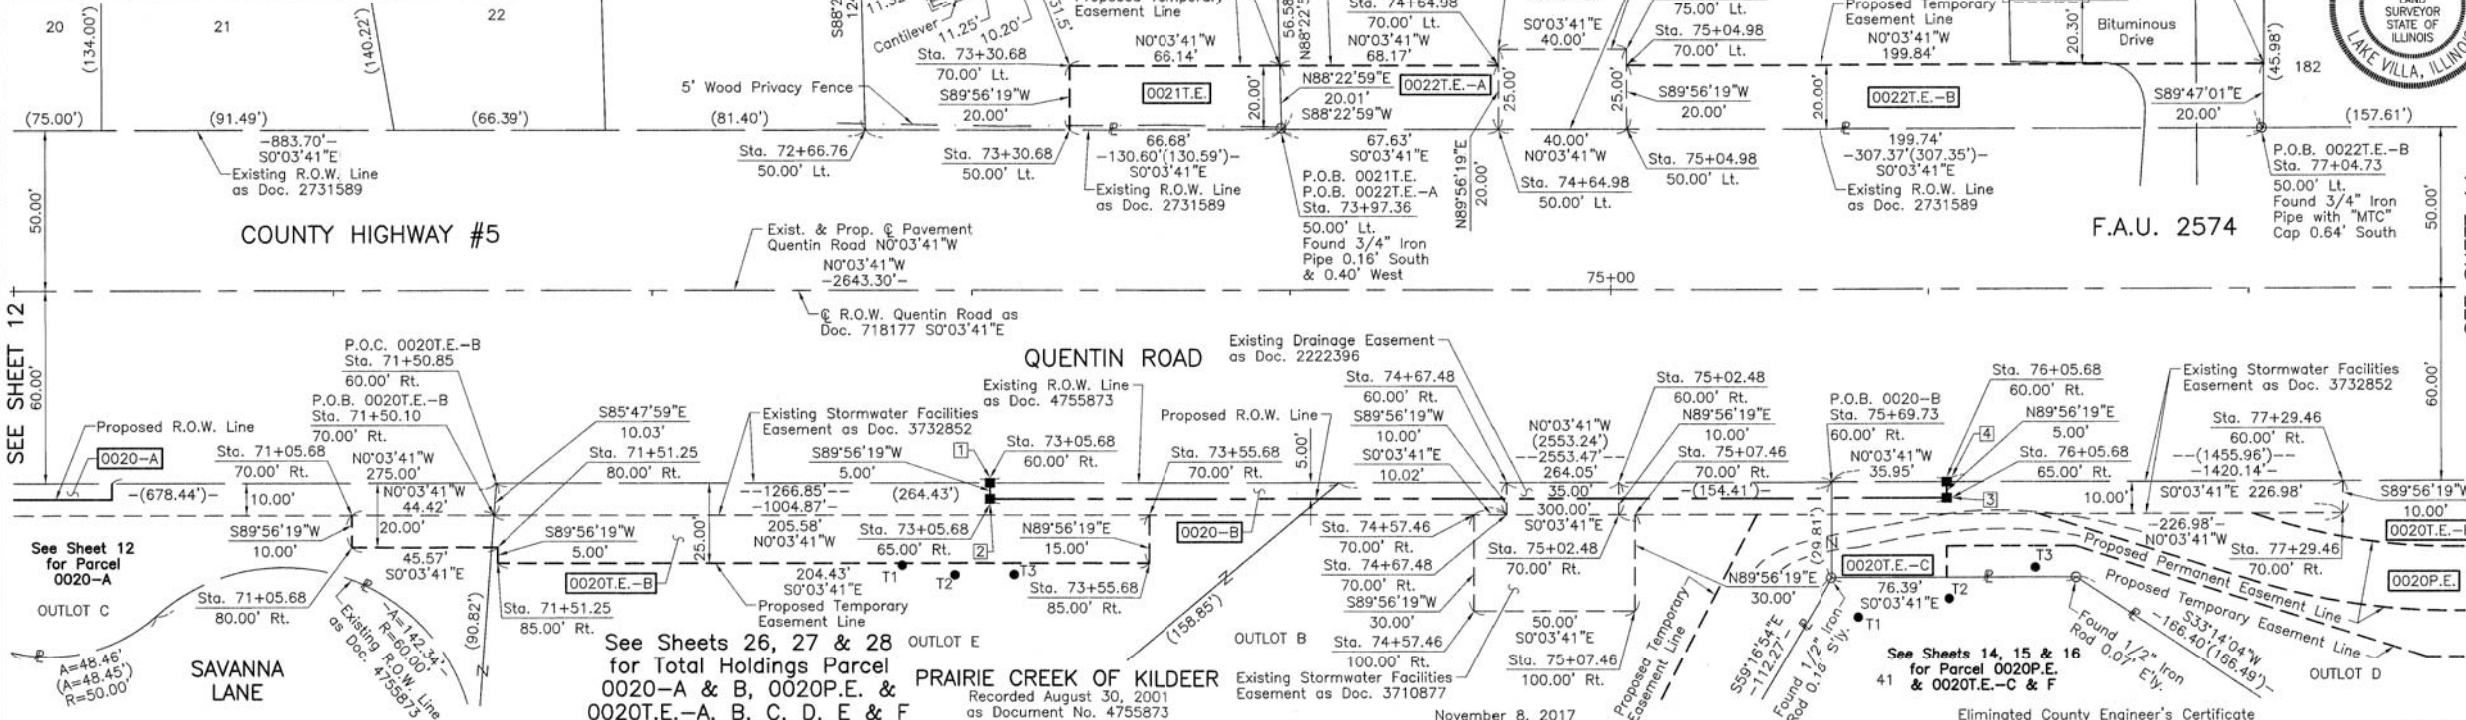 20
21
22
(134.00')
(140.22')
(75.00')
(91.49')
(66.39')
(81.40')
-883.70'-
S0°03'41"E
Existing R.O.W. Line
as Doc. 2731589
50.00'
COUNTY HIGHWAY #5
Cantilever
11.25'
10.20'
31.5'
Easement Line
5' Wood Privacy Fence
Sta. 72+66.76
50.00' Lt.
Sta. 73+30.68
70.00' Lt.
S89°56'19"W
20.00'
Sta. 73+30.68
50.00' Lt.
N0°03'41"W
66.14'
0021T.E.
20.00'
66.68'
-130.60'(130.59')-
S0°03'41"E
Existing R.O.W. Line
as Doc. 2731589
56.58'
Sta. 74+64.98
70.00' Lt.
N0°03'41"W
68.17'
N88°22'59"E
20.01'
S88°22'59"W
0022T.E.-A
67.63'
S0°03'41"E
P.O.B. 0021T.E.
P.O.B. 0022T.E.-A
Sta. 73+97.36
50.00' Lt.
Found 3/4" Iron
Pipe 0.16' South
& 0.40' West
N89°56'19"E
20.00'
S0°03'41"E
40.00'
25.00'
25.00'
40.00'
N0°03'41"W
Sta. 74+64.98
50.00' Lt.
75.00' Lt.
Sta. 75+04.98
70.00' Lt.
S89°56'19"W
20.00'
Sta. 75+04.98
50.00' Lt.
Proposed Temporary
Easement Line
N0°03'41"W
199.84'
20.00'
0022T.E.-B
199.74'
-307.37'(307.35')-
S0°03'41"E
Existing R.O.W. Line
as Doc. 2731589
20.30'
Bituminous
Drive
S89°47'01"E
20.00'
(45.98')
182
(157.61')
SURVEYOR
STATE OF
ILLINOIS
LAKE VILLA, ILLINOIS
P.O.B. 0022T.E.-B
Sta. 77+04.73
50.00' Lt.
Found 3/4" Iron
Pipe with "MTC"
Cap 0.64' South
50.00'
F.A.U. 2574
Exist. & Prop. ℄ Pavement
Quentin Road N0°03'41"W
N0°03'41"W
-2643.30'-
75+00
℄ R.O.W. Quentin Road as
Doc. 718177 S0°03'41"E
QUENTIN ROAD
SEE SHEET 12
60.00'
60.00'
Proposed R.O.W. Line
0020-A
-(678.44')-
10.00'
P.O.C. 0020T.E.-B
Sta. 71+50.85
60.00' Rt.
P.O.B. 0020T.E.-B
Sta. 71+50.10
70.00' Rt.
N0°03'41"W
275.00'
Sta. 71+05.68
70.00' Rt.
N0°03'41"W
44.42'
20.00'
S89°56'19"W
10.00'
45.57'
S0°03'41"E
Sta. 71+05.68
80.00' Rt.
See Sheet 12
for Parcel
0020-A
OUTLOT C
A=48.46'
(A=48.45')
R=50.00'
SAVANNA
LANE
-A=142.34'-
R=60.00'
Existing R.O.W. Line
as Doc. 4755873
(90.82')
S85°47'59"E
10.03'
Sta. 71+51.25
80.00' Rt.
S89°56'19"W
5.00'
0020T.E.-B
Sta. 71+51.25
85.00' Rt.
Existing Stormwater Facilities
Easement as Doc. 3732852
25.00'
--1266.85'---
-1004.87'-
(264.43')
205.58'
N0°03'41"W
204.43'
S0°03'41"E
Proposed Temporary
Easement Line
S89°56'19"W
5.00'
Existing R.O.W. Line
as Doc. 4755873
1
Sta. 73+05.68
60.00' Rt.
Sta. 73+05.68
65.00' Rt.
2
T1
T2
T3
N89°56'19"E
15.00'
Sta. 73+55.68
85.00' Rt.
Proposed R.O.W. Line
Sta. 73+55.68
70.00' Rt.
5.00'
0020-B
(158.85')
See Sheets 26, 27 & 28
for Total Holdings Parcel
0020-A & B, 0020P.E. &
0020T.E.-A, B, C, D, E & F
OUTLOT E
PRAIRIE CREEK OF KILDEER
Recorded August 30, 2001
as Document No. 4755873
OUTLOT B
Existing Stormwater Facilities
Easement as Doc. 3710877
November 8, 2017
Existing Drainage Easement
as Doc. 2222396
Sta. 74+67.48
60.00' Rt.
S89°56'19"W
10.00'
S0°03'41"E
10.02'
Sta. 74+57.46
70.00' Rt.
Sta. 74+67.48
70.00' Rt.
S89°56'19"W
30.00'
Sta. 74+57.46
100.00' Rt.
N0°03'41"W
(2553.24')
--2553.47'---
264.05'
35.00'
300.00'
S0°03'41"E
Sta. 75+02.48
70.00' Rt.
50.00'
S0°03'41"E
Sta. 75+07.46
100.00' Rt.
Sta. 75+02.48
60.00' Rt.
N89°56'19"E
10.00'
Sta. 75+07.46
70.00' Rt.
-(154.41')-
N89°56'19"E
30.00'
Proposed Temporary
Easement Line
P.O.B. 0020-B
Sta. 75+69.73
60.00' Rt.
N0°03'41"W
35.95'
(29.81')
0020T.E.-C
76.39'
S0°03'41"E
S59°16'54"E
-112.27'-
Found 1/2" Iron
Rod 0.18' S'ly.
T1
T2
T3
Sta. 76+05.68
60.00' Rt.
4
N89°56'19"E
5.00'
Sta. 76+05.68
65.00' Rt.
3
10.00'
Existing Stormwater Facilities
Easement as Doc. 3732852
Sta. 77+29.46
60.00' Rt.
---(1455.96')---
-1420.14'-
S0°03'41"E 226.98'
-226.98'-
N0°03'41"W
Sta. 77+29.46
70.00' Rt.
S89°56'19"W
10.00'
0020P.E.
Proposed Permanent Easement Line
Proposed Temporary Easement Line
S33°14'04"W
-166.40'(166.49')-
Found 1/2" Iron
Rod 0.07' E'ly.
See Sheets 14, 15 & 16
for Parcel 0020P.E.
& 0020T.E.-C & F
41
OUTLOT D
Eliminated County Engineer's Certificate